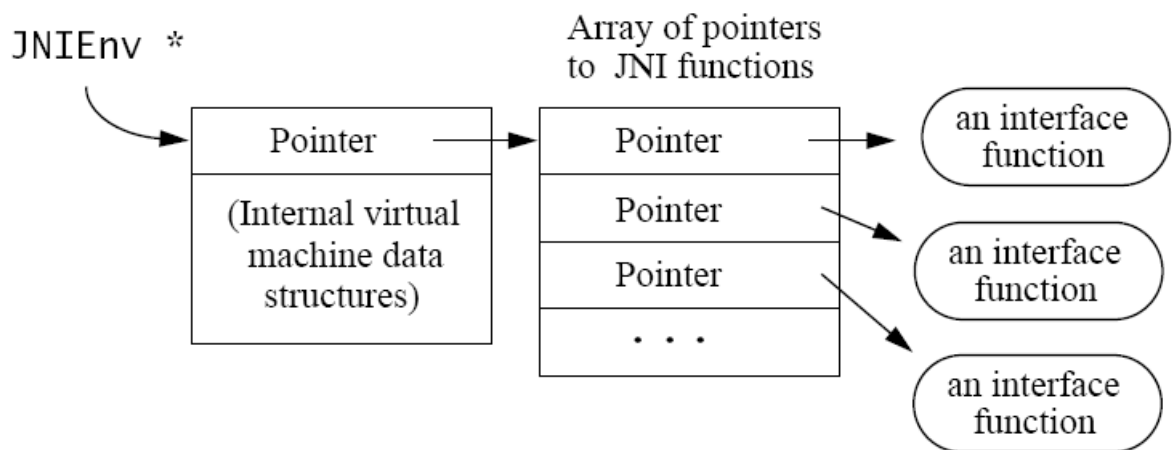 JNIEnv *
Array of pointers
to JNI functions
Pointer
(Internal virtual
machine data
structures)
Pointer
Pointer
Pointer
. . .
an interface
function
an interface
function
an interface
function